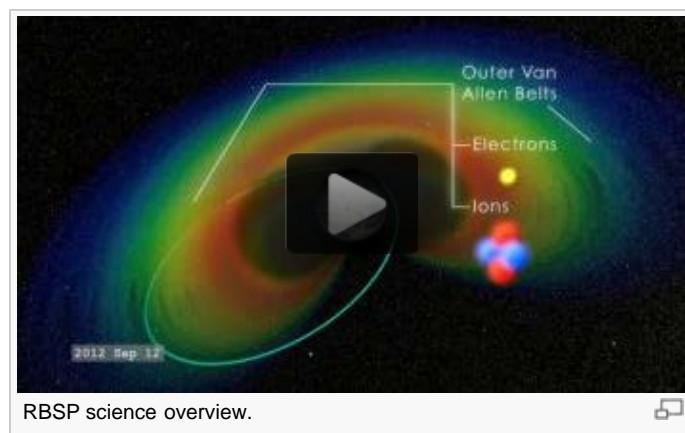 Outer Van
Allen Belts
Electrons
Ions
2012 Sep 12
RBSP science overview.